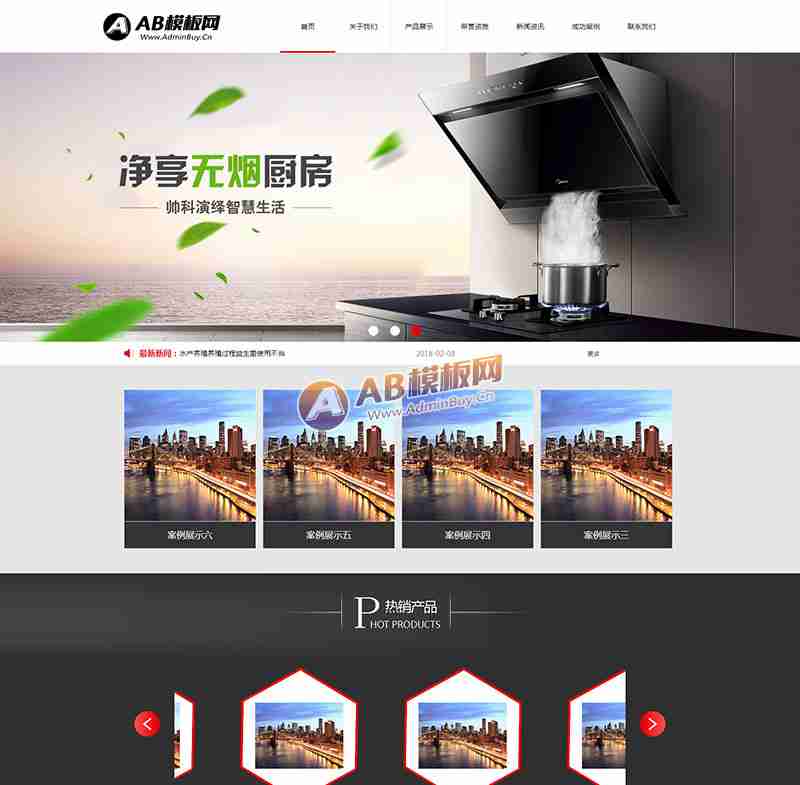 AB模板网
Www.AdminBuy.Cn
首页
关于我们
产品展示
荣誉资质
新闻资讯
成功案例
联系我们
净享无烟厨房
帅科演绎智慧生活
最新新闻：水产养殖养殖过程益生菌使用不当
2018-02-08
更多
AB模板网
Www.AdminBuy.Cn
案例展示六
案例展示五
案例展示四
案例展示三
P 热销产品
HOT PRODUCTS